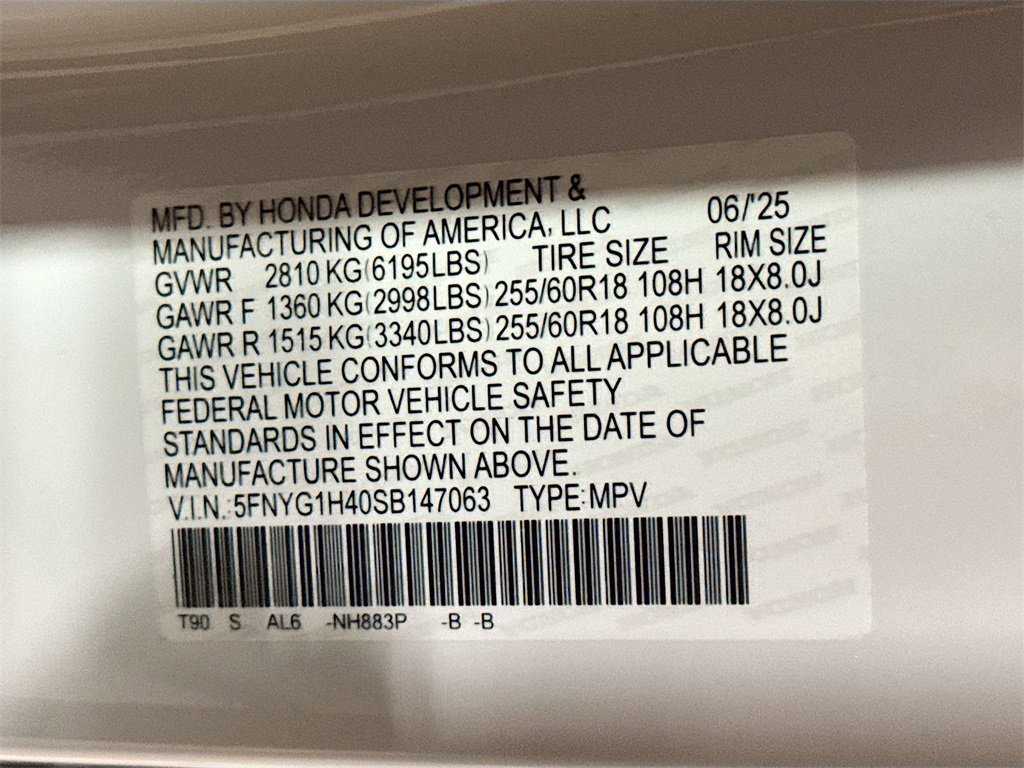 MFD. BY HONDA DEVELOPMENT &
MANUFACTURING OF AMERICA, LLC 06/'25
GVWR 2810 KG(6195LBS) TIRE SIZE RIM SIZE
GAWR F 1360 KG(2998LBS) 255/60R18 108H 18X8.0J
GAWR R 1515 KG(3340LBS) 255/60R18 108H 18X8.0J
THIS VEHICLE CONFORMS TO ALL APPLICABLE
FEDERAL MOTOR VEHICLE SAFETY
STANDARDS IN EFFECT ON THE DATE OF
MANUFACTURE SHOWN ABOVE.
V.I.N.:5FNYG1H40SB147063 TYPE:MPV
T90 S AL6 -NH883P -B -B